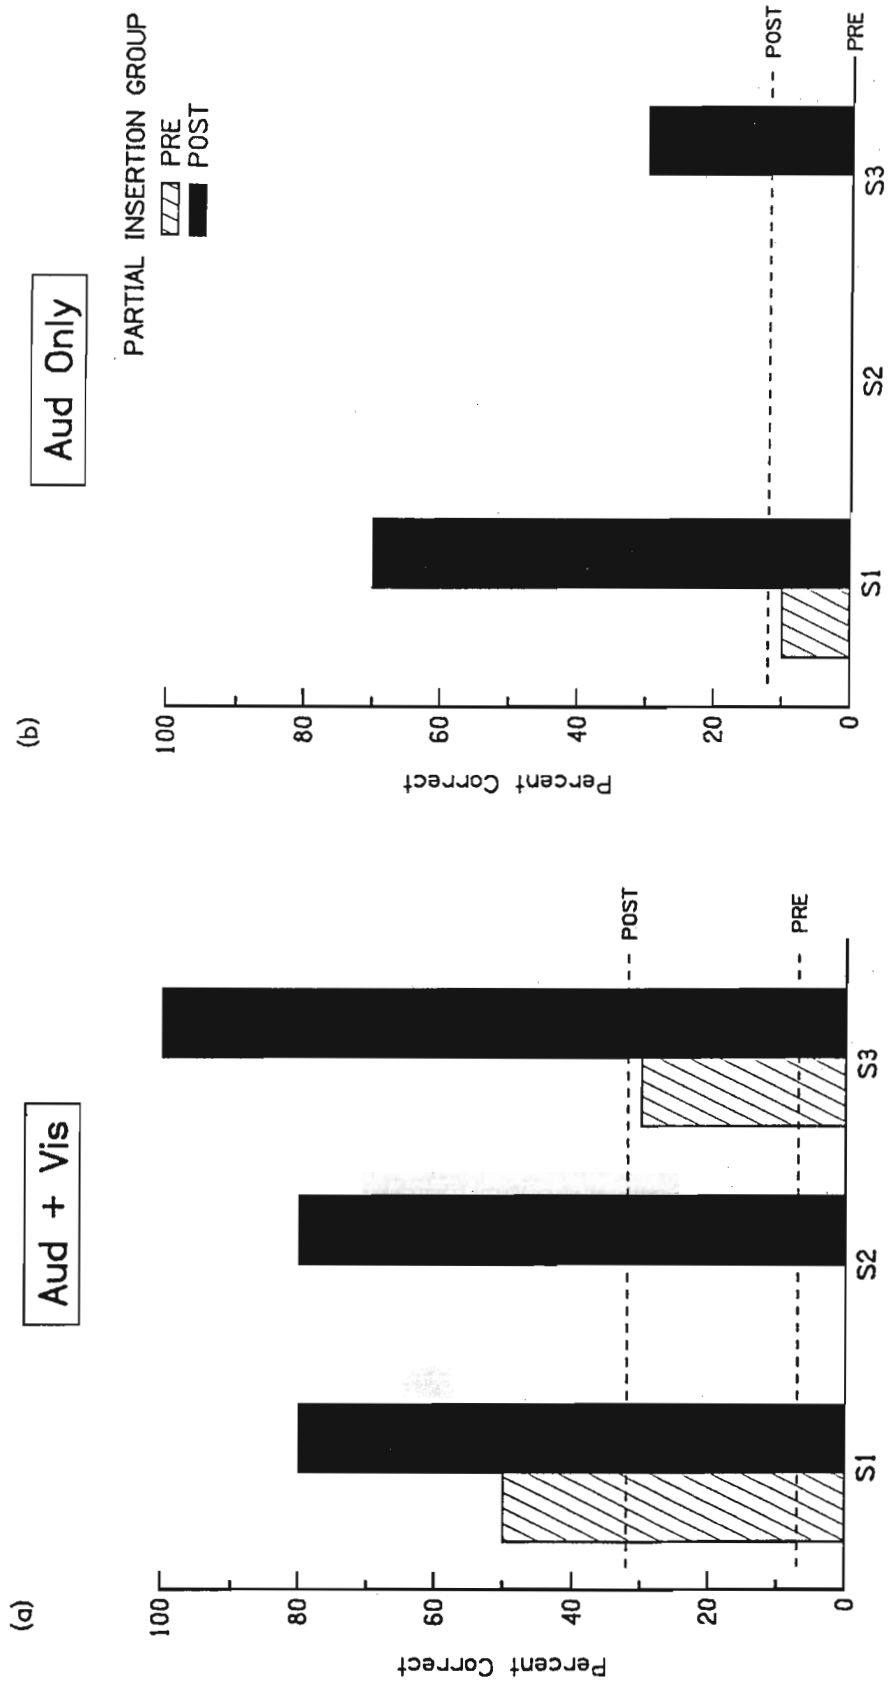 (a)
Aud + Vis
Percent Correct
100
80
60
40
20
0
POST
PRE
S1 S2 S3
(b)
Aud Only
PARTIAL INSERTION GROUP
PRE
POST
Percent Correct
100
80
60
40
20
0
POST
PRE
S1 S2 S3